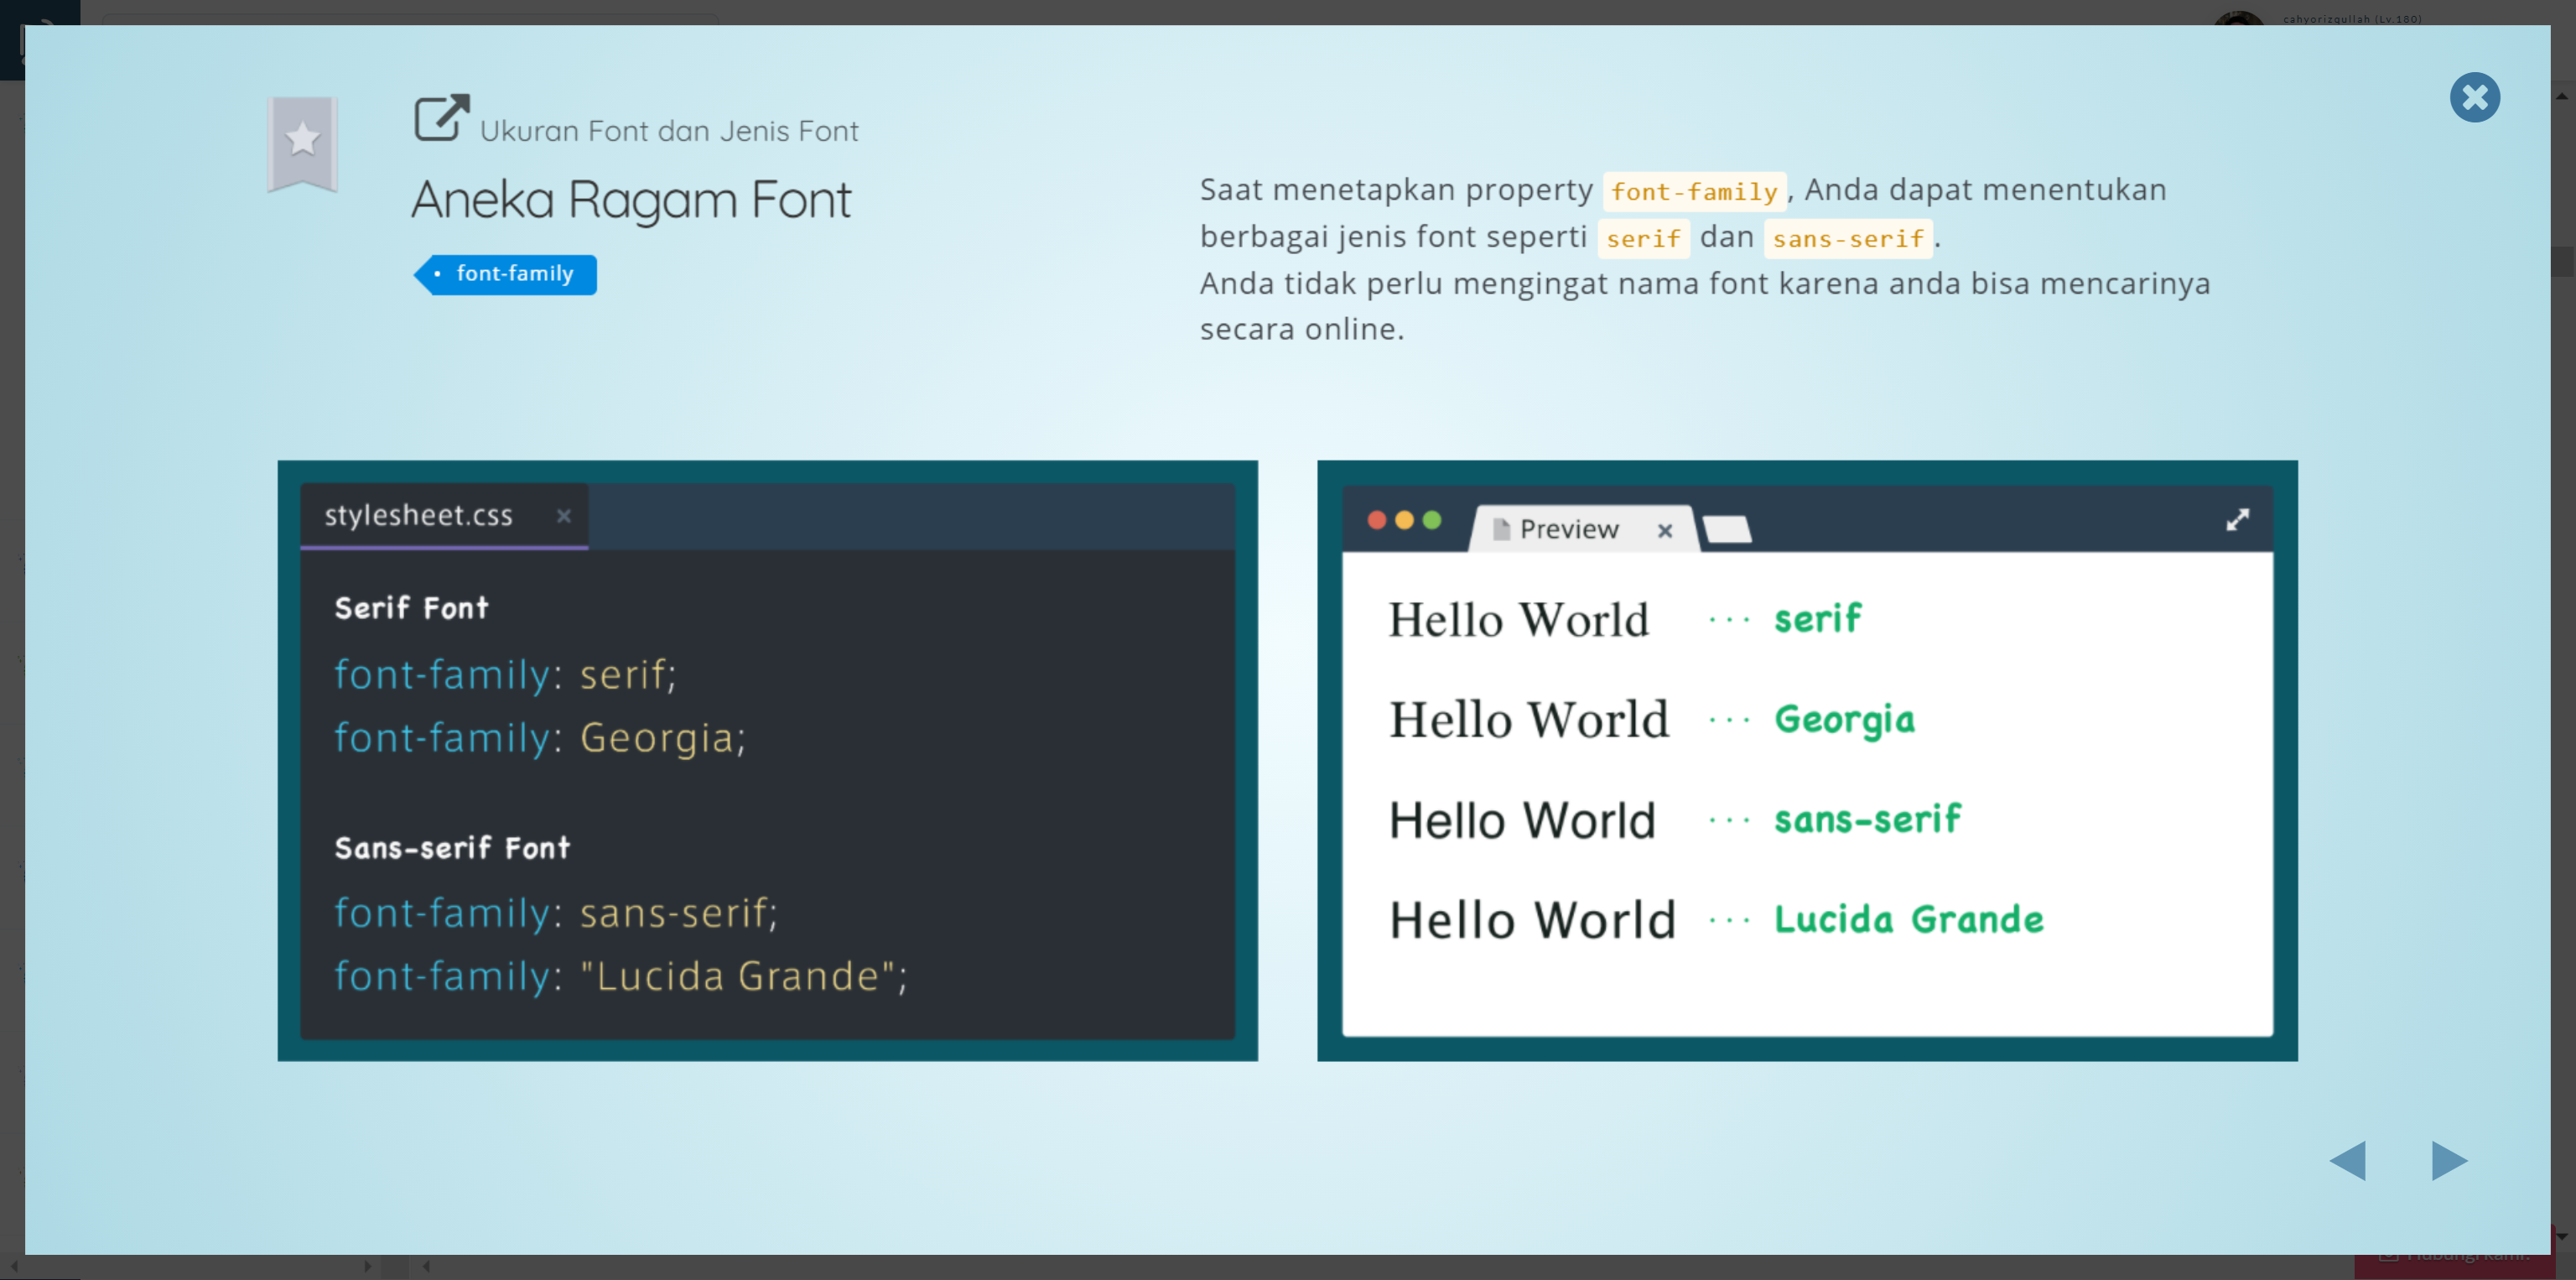 cahyorizqullah (Lv.180)
Ukuran Font dan Jenis Font
Aneka Ragam Font
• font-family
Saat menetapkan property font-family, Anda dapat menentukan
berbagai jenis font seperti serif dan sans-serif.
Anda tidak perlu mengingat nama font karena anda bisa mencarinya
secara online.
stylesheet.css ×
Serif Font
font-family: serif;
font-family: Georgia;
Sans-serif Font
font-family: sans-serif;
font-family: "Lucida Grande";
Preview ×
Hello World ··· serif
Hello World ··· Georgia
Hello World ··· sans-serif
Hello World ··· Lucida Grande
Hubungi kami!